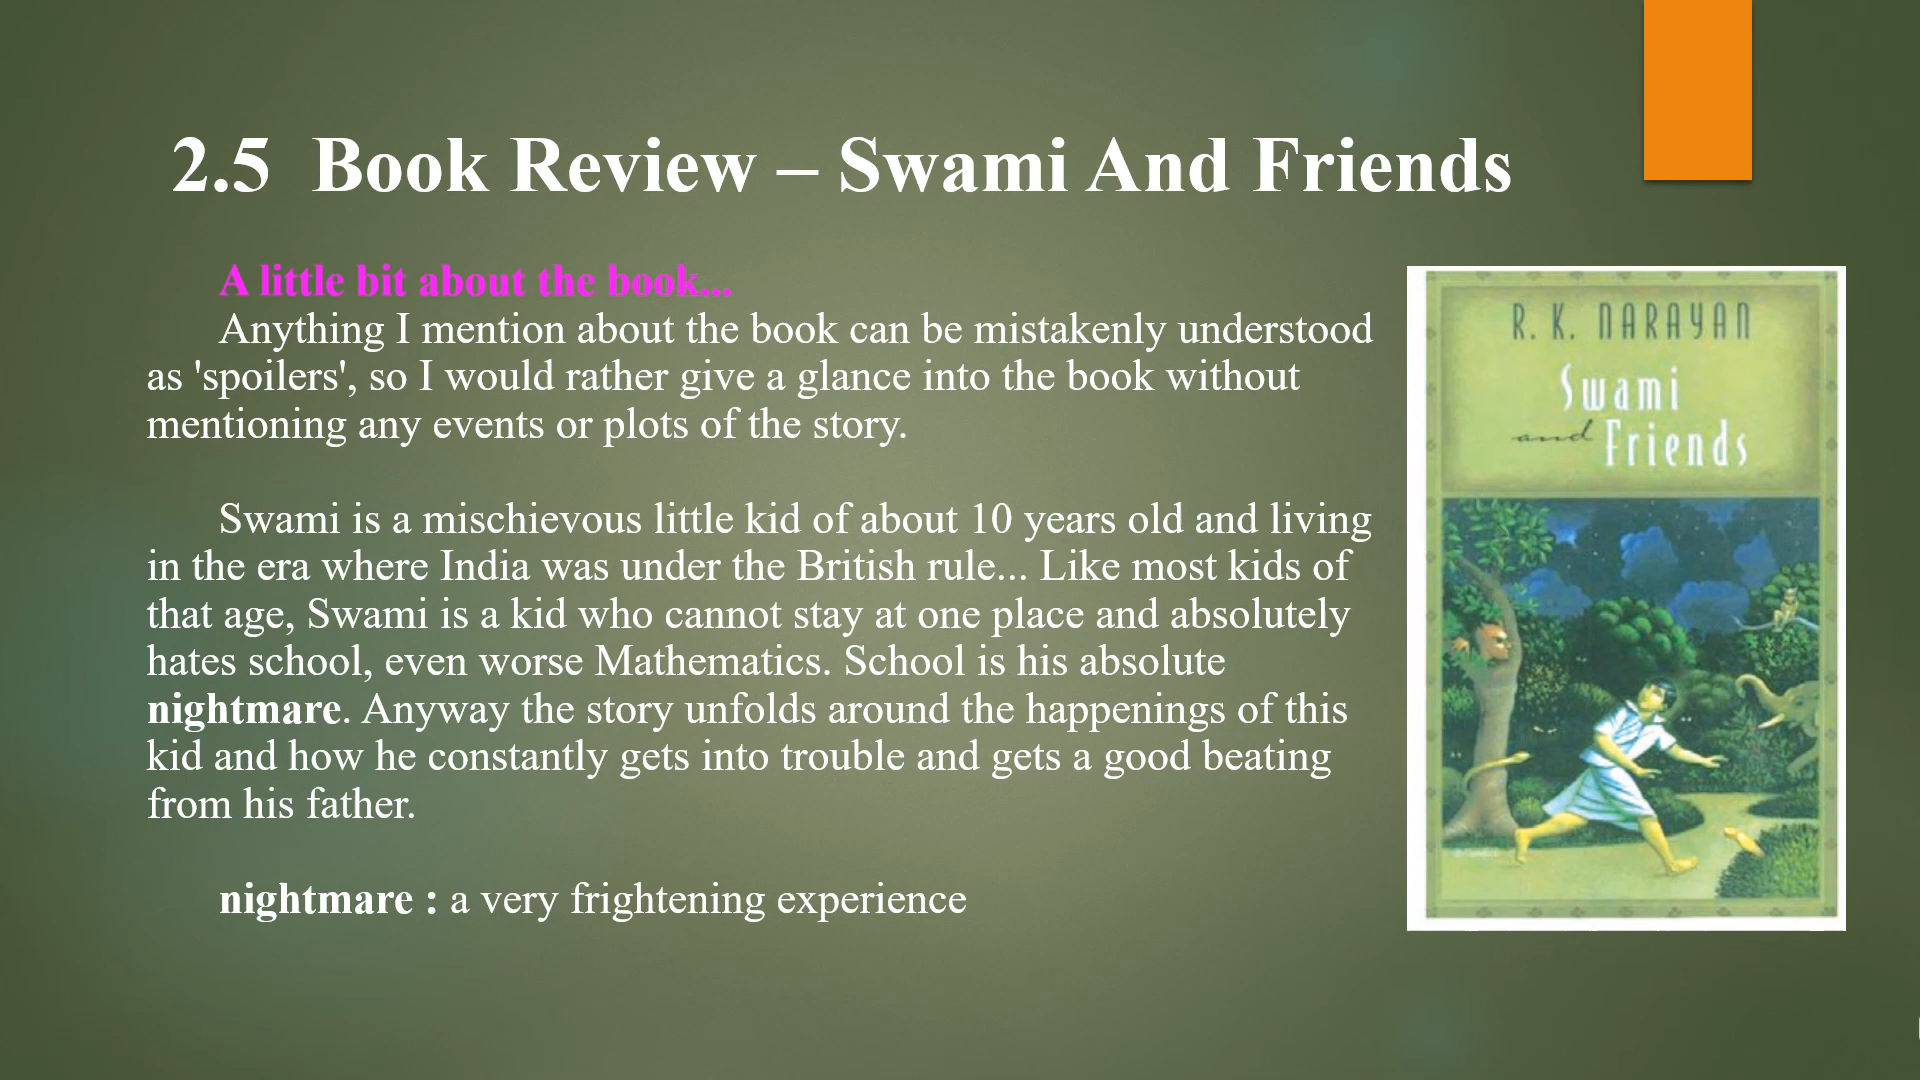 2.5 Book Review – Swami And Friends
A little bit about the book...
Anything I mention about the book can be mistakenly understood
as 'spoilers', so I would rather give a glance into the book without
mentioning any events or plots of the story.
Swami is a mischievous little kid of about 10 years old and living
in the era where India was under the British rule... Like most kids of
that age, Swami is a kid who cannot stay at one place and absolutely
hates school, even worse Mathematics. School is his absolute
nightmare. Anyway the story unfolds around the happenings of this
kid and how he constantly gets into trouble and gets a good beating
from his father.
nightmare : a very frightening experience
R. K. NARAYAN
Swami
and Friends